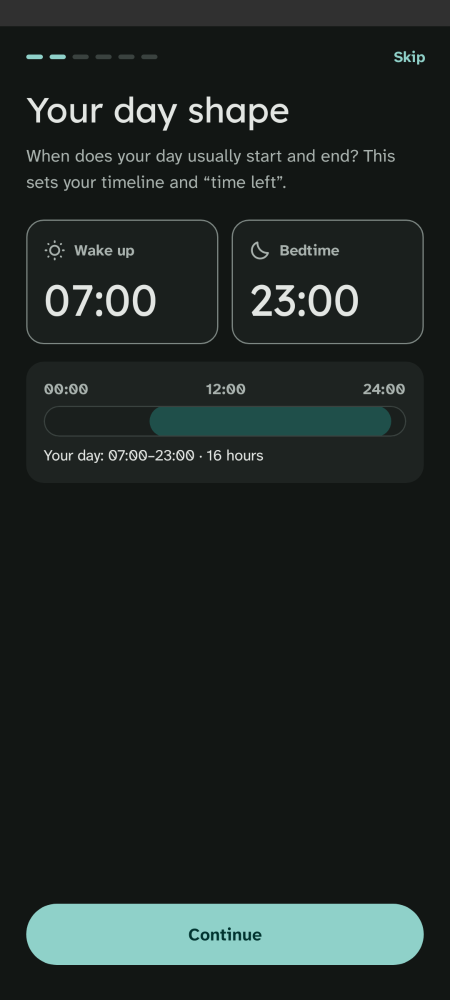 Skip
Your day shape
When does your day usually start and end? This
sets your timeline and “time left”.
Wake up
Bedtime
07:00
23:00
00:00
12:00
24:00
Your day: 07:00–23:00 · 16 hours
Continue